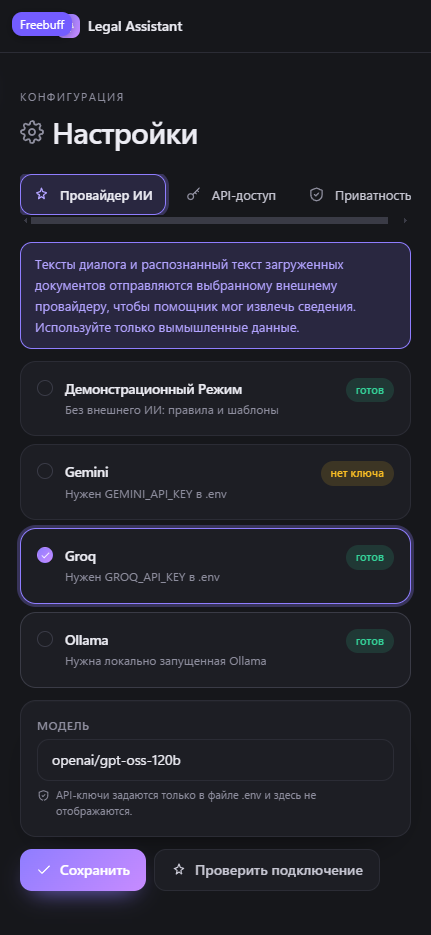 Freebuff
Legal Assistant
КОНФИГУРАЦИЯ
Настройки
Провайдер ИИ
API-доступ
Приватность
Тексты диалога и распознанный текст загруженных
документов отправляются выбранному внешнему
провайдеру, чтобы помощник мог извлечь сведения.
Используйте только вымышленные данные.
Демонстрационный Режим
готов
Без внешнего ИИ: правила и шаблоны
Gemini
нет ключа
Нужен GEMINI_API_KEY в .env
Groq
готов
Нужен GROQ_API_KEY в .env
Ollama
готов
Нужна локально запущенная Ollama
МОДЕЛЬ
openai/gpt-oss-120b
API-ключи задаются только в файле .env и здесь не
отображаются.
Сохранить
Проверить подключение